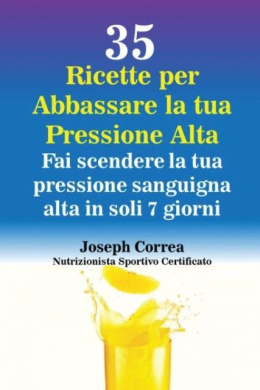 35
Ricette per
Abbassare la tua
Pressione Alta
Fai scendere la tua
pressione sanguigna
alta in soli 7 giorni
Joseph Correa
Nutrizionista Sportivo Certificato